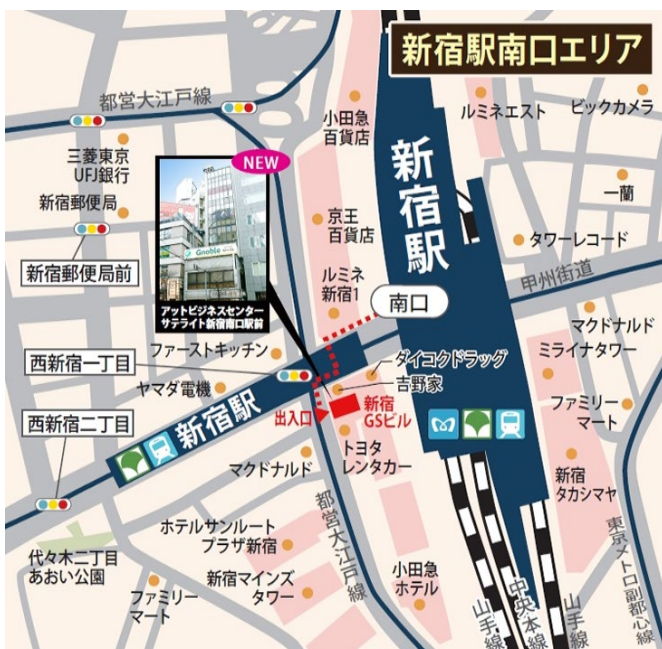 新宿駅南口エリア
都営大江戸線
小田急
百貨店
ルミネエスト
ビックカメラ
三菱東京
UFJ銀行
NEW
新宿駅
一蘭
新宿郵便局
京王
百貨店
タワーレコード
Gnoble
新宿郵便局前
アットビジネスセンター
サテライト新宿南口駅前
ルミネ
新宿1
南口
甲州街道
マクドナルド
ファーストキッチン
ダイコクドラッグ
ミライナタワー
西新宿一丁目
ヤマダ電機
吉野家
ファミリー
マート
西新宿二丁目
新宿駅
出入口
新宿
GSビル
トヨタ
レンタカー
マクドナルド
新宿
タカシマヤ
都営大江戸線
ホテルサンルート
プラザ新宿
代々木二丁目
あおい公園
新宿マインズ
タワー
小田急
ホテル
ファミリー
マート
山手線
中央本線
山手線
東京メトロ副都心線